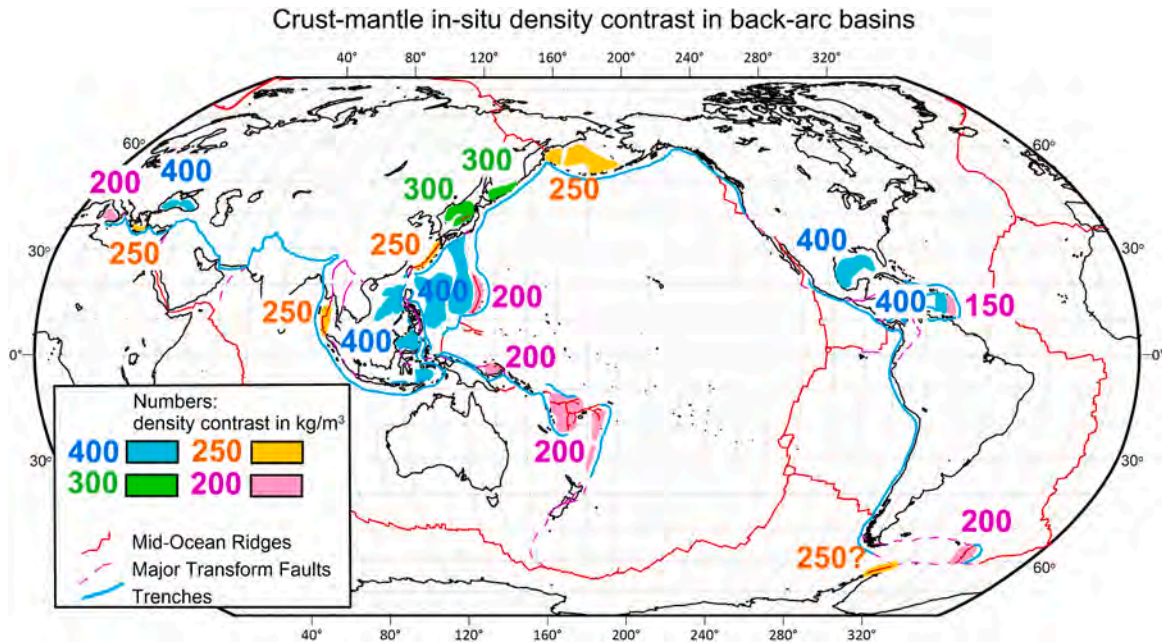 Crust-mantle in-situ density contrast in back-arc basins
40° 80° 120° 160° 200° 240° 280° 320°
60° 60°
300
400 300 250
200
400
250 250
30° 30°
400 200 400 150
250
400
0° 0°
200
Numbers:
density contrast in kg/m³
400 250
300 200
200
30° 30°
200
250?
60°
Mid-Ocean Ridges
Major Transform Faults
Trenches
40° 80° 120° 160° 200° 240° 280° 320°